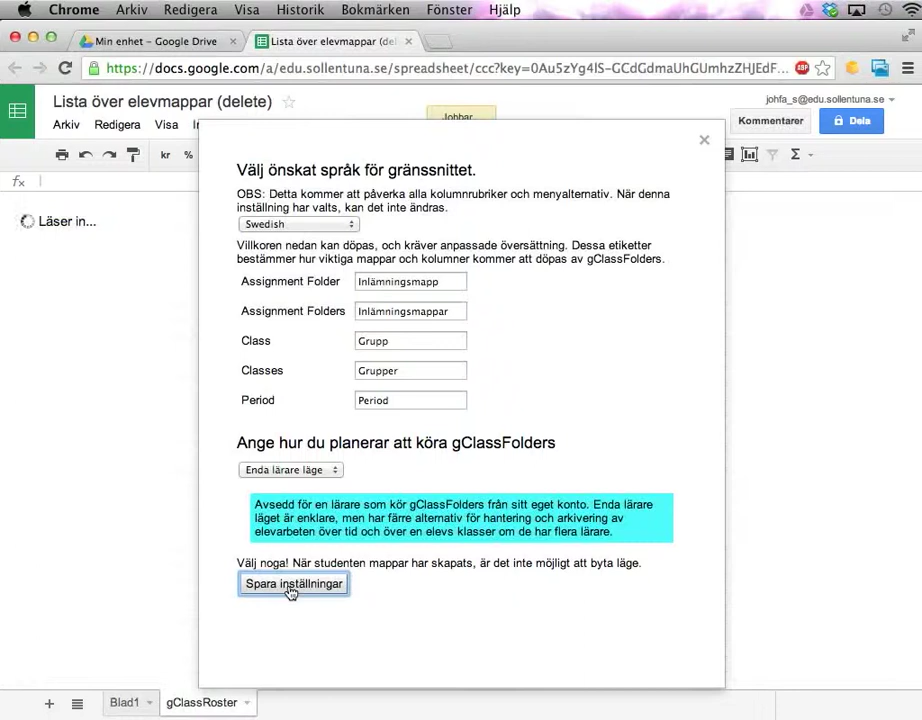 Chrome Arkiv Redigera Visa Historik Bokmärken Fönster Hjälp
Min enhet – Google Drive
Lista över elevmappar (del
https://docs.google.com/a/edu.sollentuna.se/spreadsheet/ccc?key=0Au5zYg4lS-GCdGdmaUhGUmhzZHJEdF...
Lista över elevmappar (delete)
johfa_s@edu.sollentuna.se
Arkiv Redigera Visa
Jobbar
Kommentarer
Dela
kr %
Σ
fx
Läser in...
Välj önskat språk för gränssnittet.
OBS: Detta kommer att påverka alla kolumnrubriker och menyalternativ. När denna
inställning har valts, kan det inte ändras.
Swedish
Villkoren nedan kan döpas, och kräver anpassade översättning. Dessa etiketter
bestämmer hur viktiga mappar och kolumner kommer att döpas av gClassFolders.
Assignment Folder Inlämningsmapp
Assignment Folders Inlämningsmappar
Class Grupp
Classes Grupper
Period Period
Ange hur du planerar att köra gClassFolders
Enda lärare läge
Avsedd för en lärare som kör gClassFolders från sitt eget konto. Enda lärare
läget är enklare, men har färre alternativ för hantering och arkivering av
elevarbeten över tid och över en elevs klasser om de har flera lärare.
Välj noga! När studenten mappar har skapats, är det inte möjligt att byta läge.
Spara inställningar
Blad1 gClassRoster